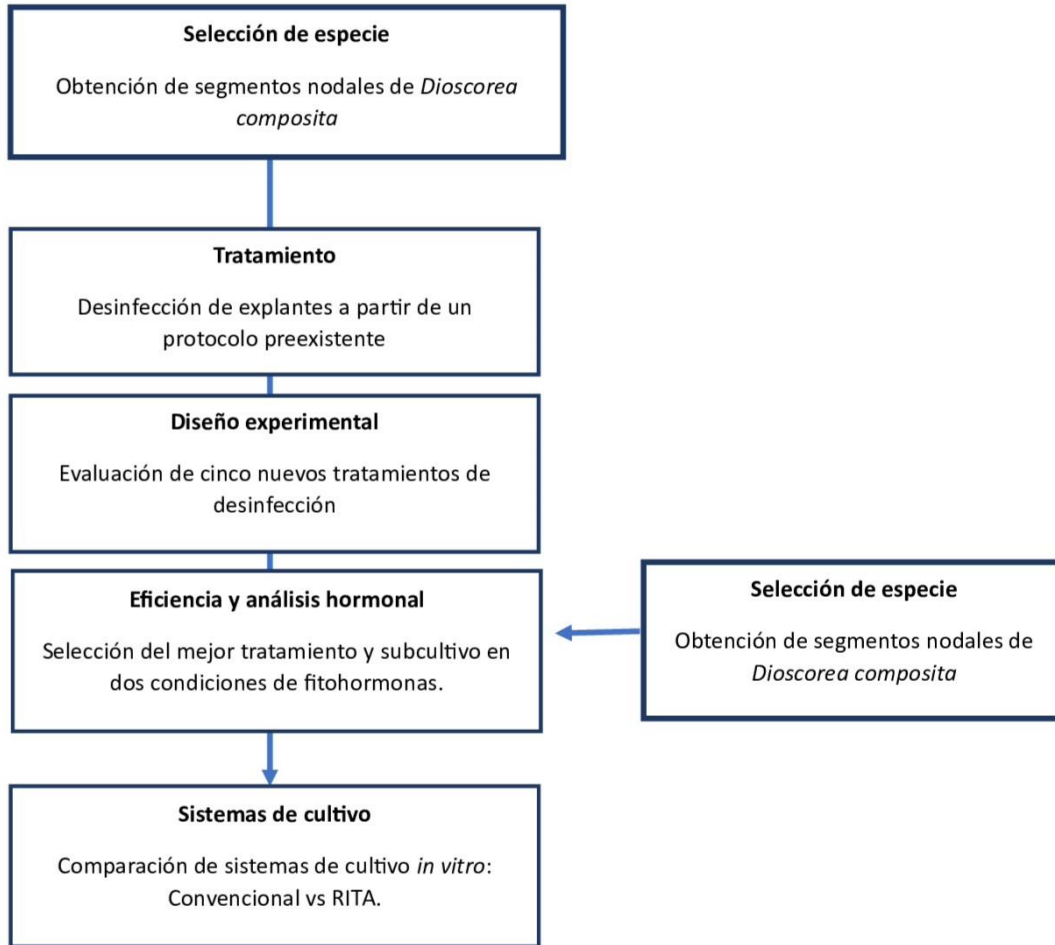 Selección de especie
Obtención de segmentos nodales de Dioscorea
composita
Tratamiento
Desinfección de explantes a partir de un
protocolo preexistente
Diseño experimental
Evaluación de cinco nuevos tratamientos de
desinfección
Eficiencia y análisis hormonal
Selección del mejor tratamiento y subcultivo en
dos condiciones de fitohormonas.
Selección de especie
Obtención de segmentos nodales de
Dioscorea composita
Sistemas de cultivo
Comparación de sistemas de cultivo in vitro:
Convencional vs RITA.